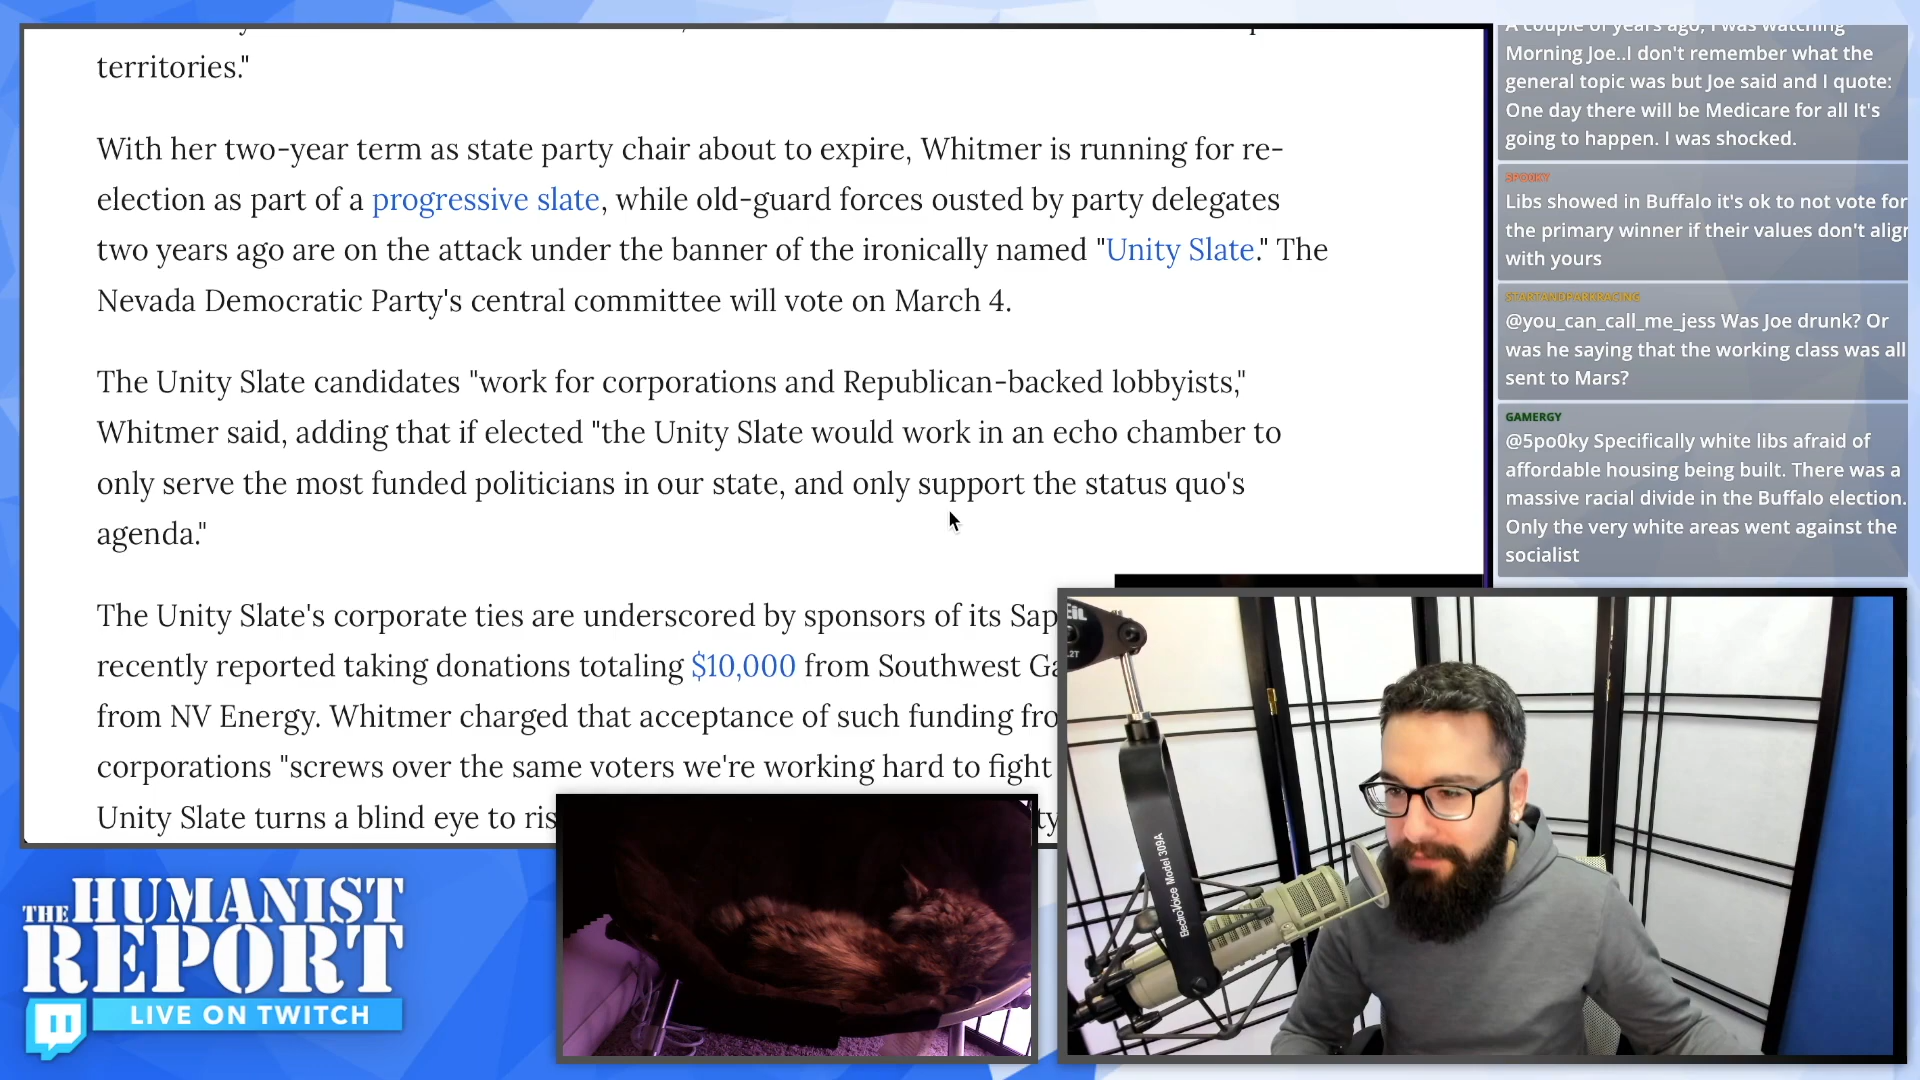 territories."
With her two-year term as state party chair about to expire, Whitmer is running for re-
election as part of a progressive slate, while old-guard forces ousted by party delegates
two years ago are on the attack under the banner of the ironically named "Unity Slate." The
Nevada Democratic Party's central committee will vote on March 4.
The Unity Slate candidates "work for corporations and Republican-backed lobbyists,"
Whitmer said, adding that if elected "the Unity Slate would work in an echo chamber to
only serve the most funded politicians in our state, and only support the status quo's
agenda."
The Unity Slate's corporate ties are underscored by sponsors of its Sap
recently reported taking donations totaling $10,000 from Southwest Ga
from NV Energy. Whitmer charged that acceptance of such funding fro
corporations "screws over the same voters we're working hard to fight
Unity Slate turns a blind eye to ris
A couple of years ago, I was watching
Morning Joe..I don't remember what the
general topic was but Joe said and I quote:
One day there will be Medicare for all It's
going to happen. I was shocked.
5PO0KY
Libs showed in Buffalo it's ok to not vote for
the primary winner if their values don't align
with yours
STARTANDPARKRACING
@you_can_call_me_jess Was Joe drunk? Or
was he saying that the working class was all
sent to Mars?
GAMERGY
@5po0ky Specifically white libs afraid of
affordable housing being built. There was a
massive racial divide in the Buffalo election.
Only the very white areas went against the
socialist
ElectroVoice Model 309A
THE HUMANIST
REPORT
LIVE ON TWITCH